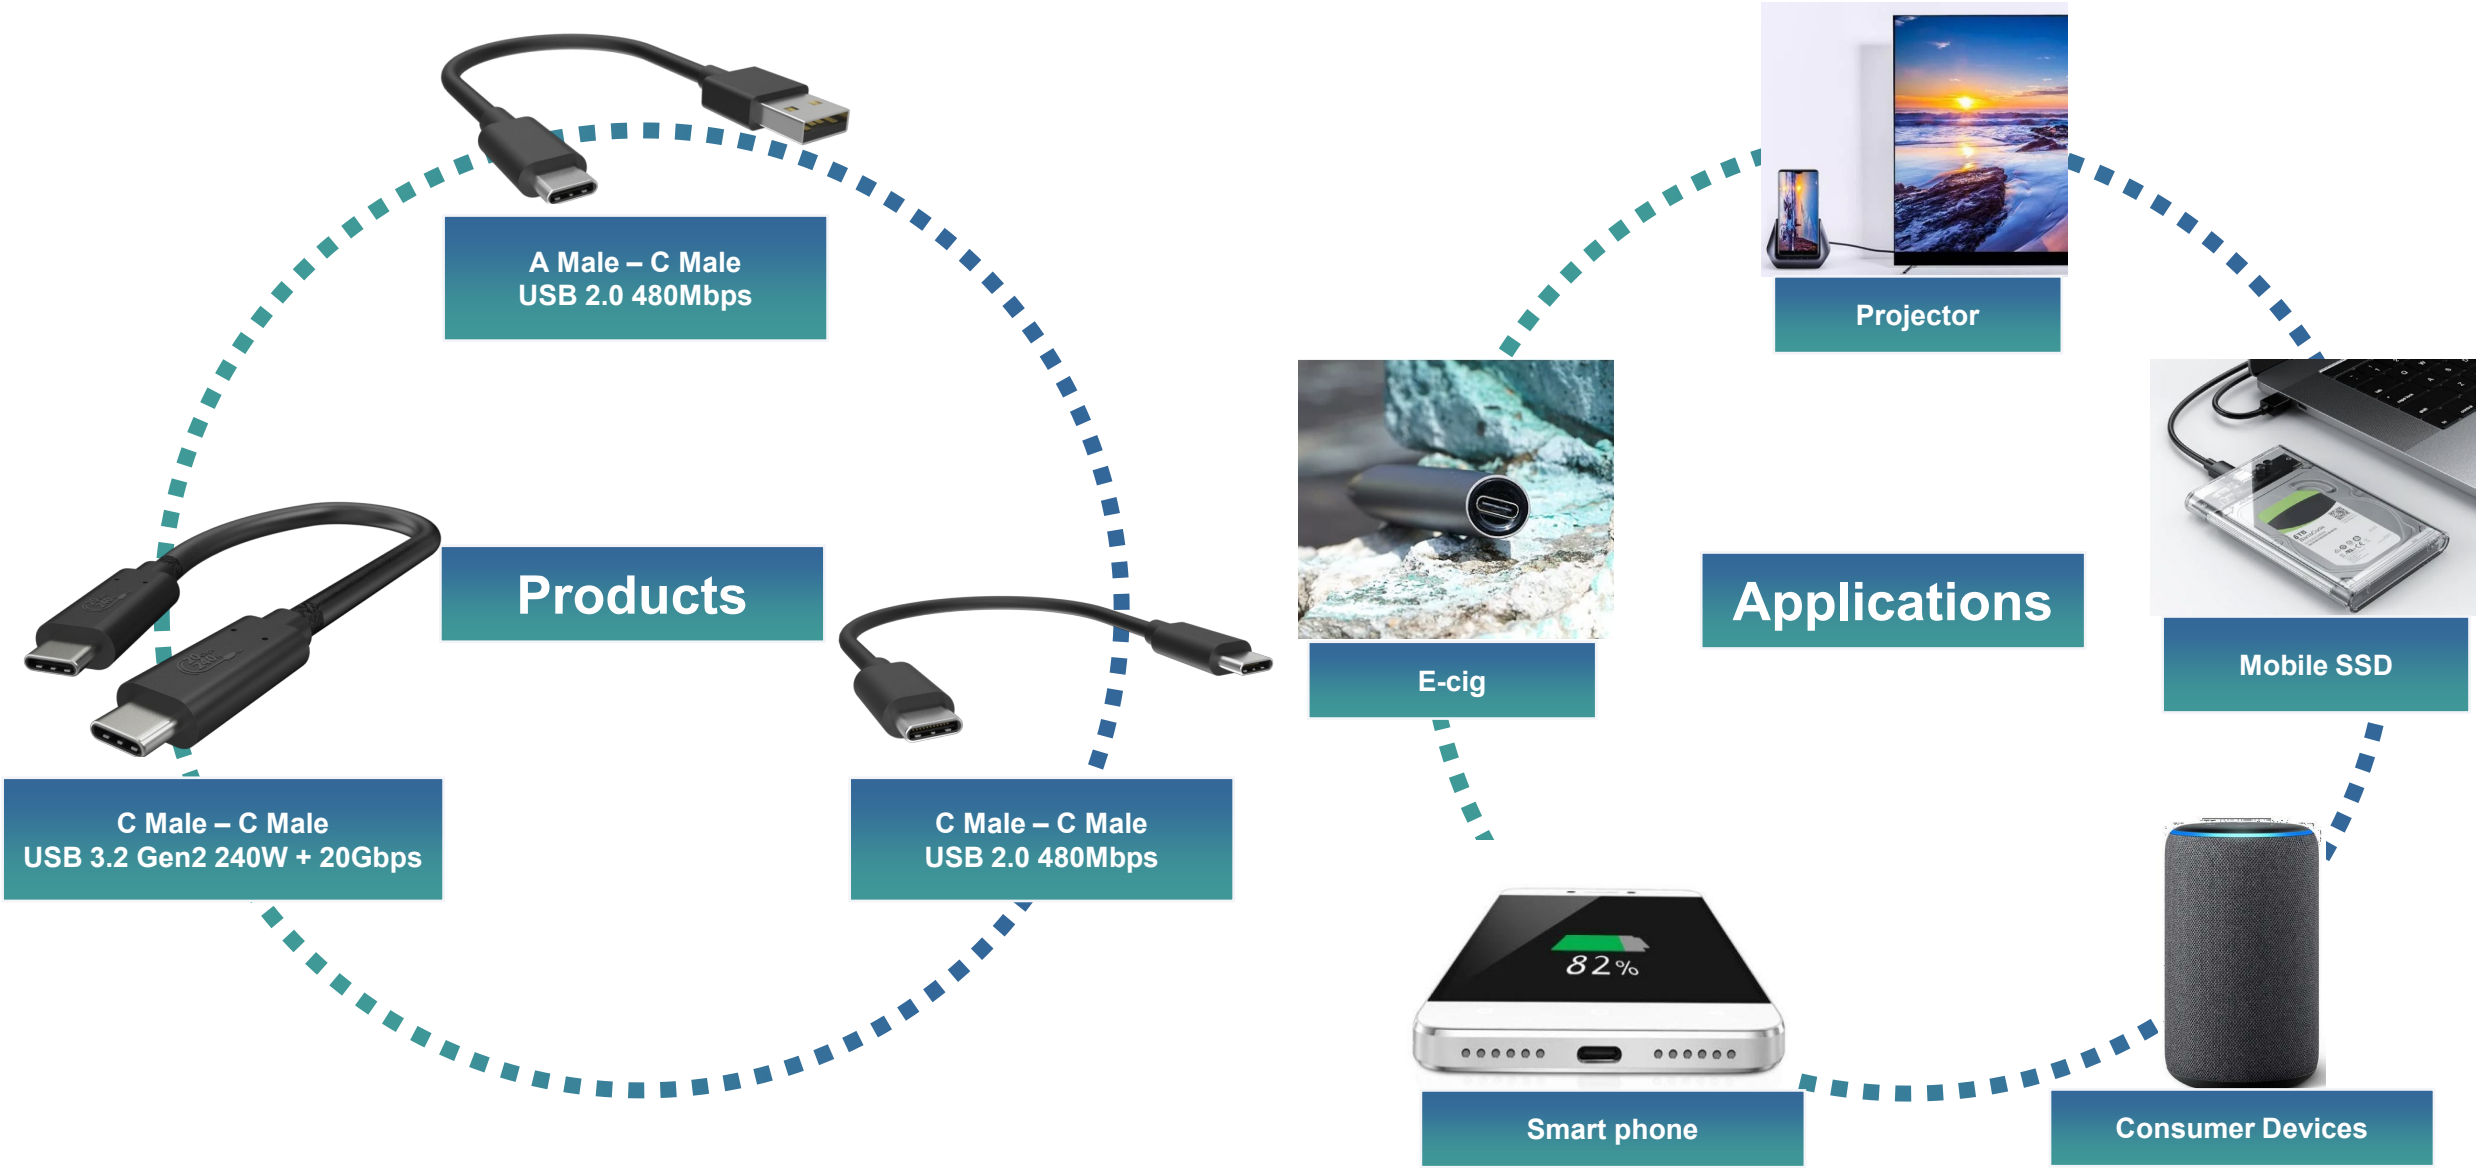 A Male – C Male
USB 2.0 480Mbps
Products
C Male – C Male
USB 3.2 Gen2 240W + 20Gbps
C Male – C Male
USB 2.0 480Mbps
Projector
E-cig
Applications
Mobile SSD
82%
Smart phone
Consumer Devices